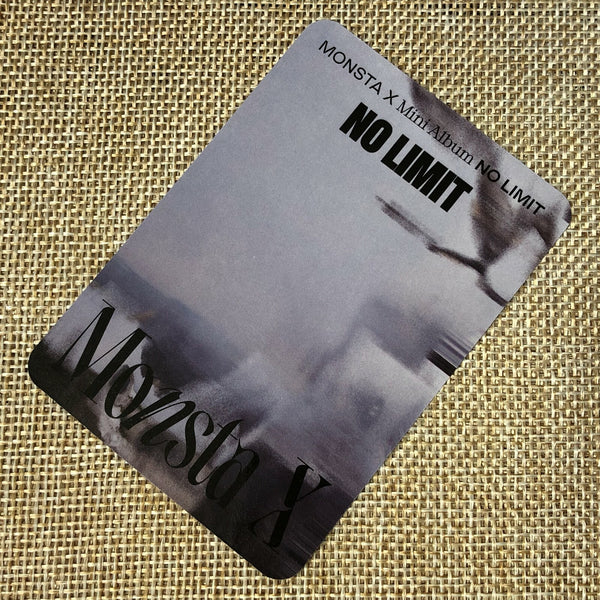 MONSTA X Mini Album NO LIMIT
NO LIMIT
Monsta X